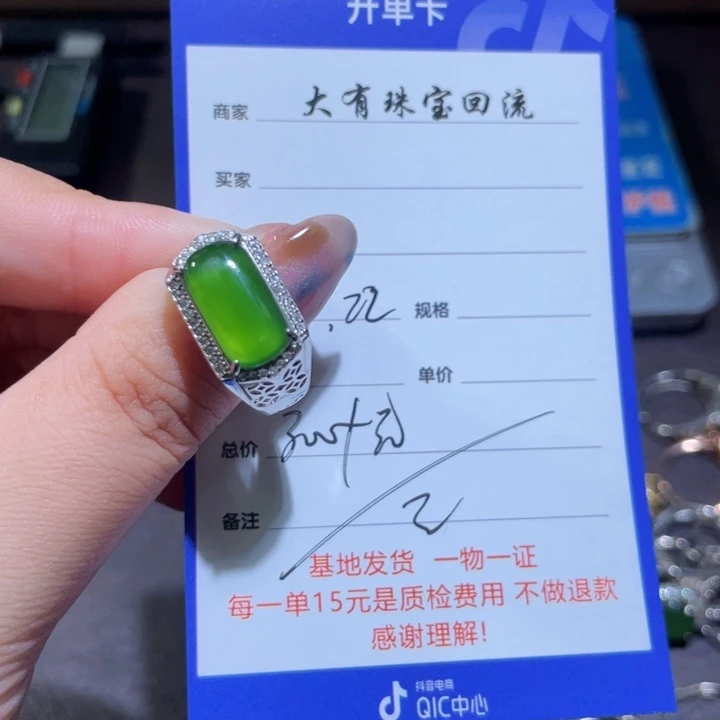 开单卡
商家 大有珠宝回流
买家
.22 规格
单价
总价
备注
基地发货 一物一证
每一单15元是质检费用 不做退款
感谢理解!
抖音电商
QIC中心